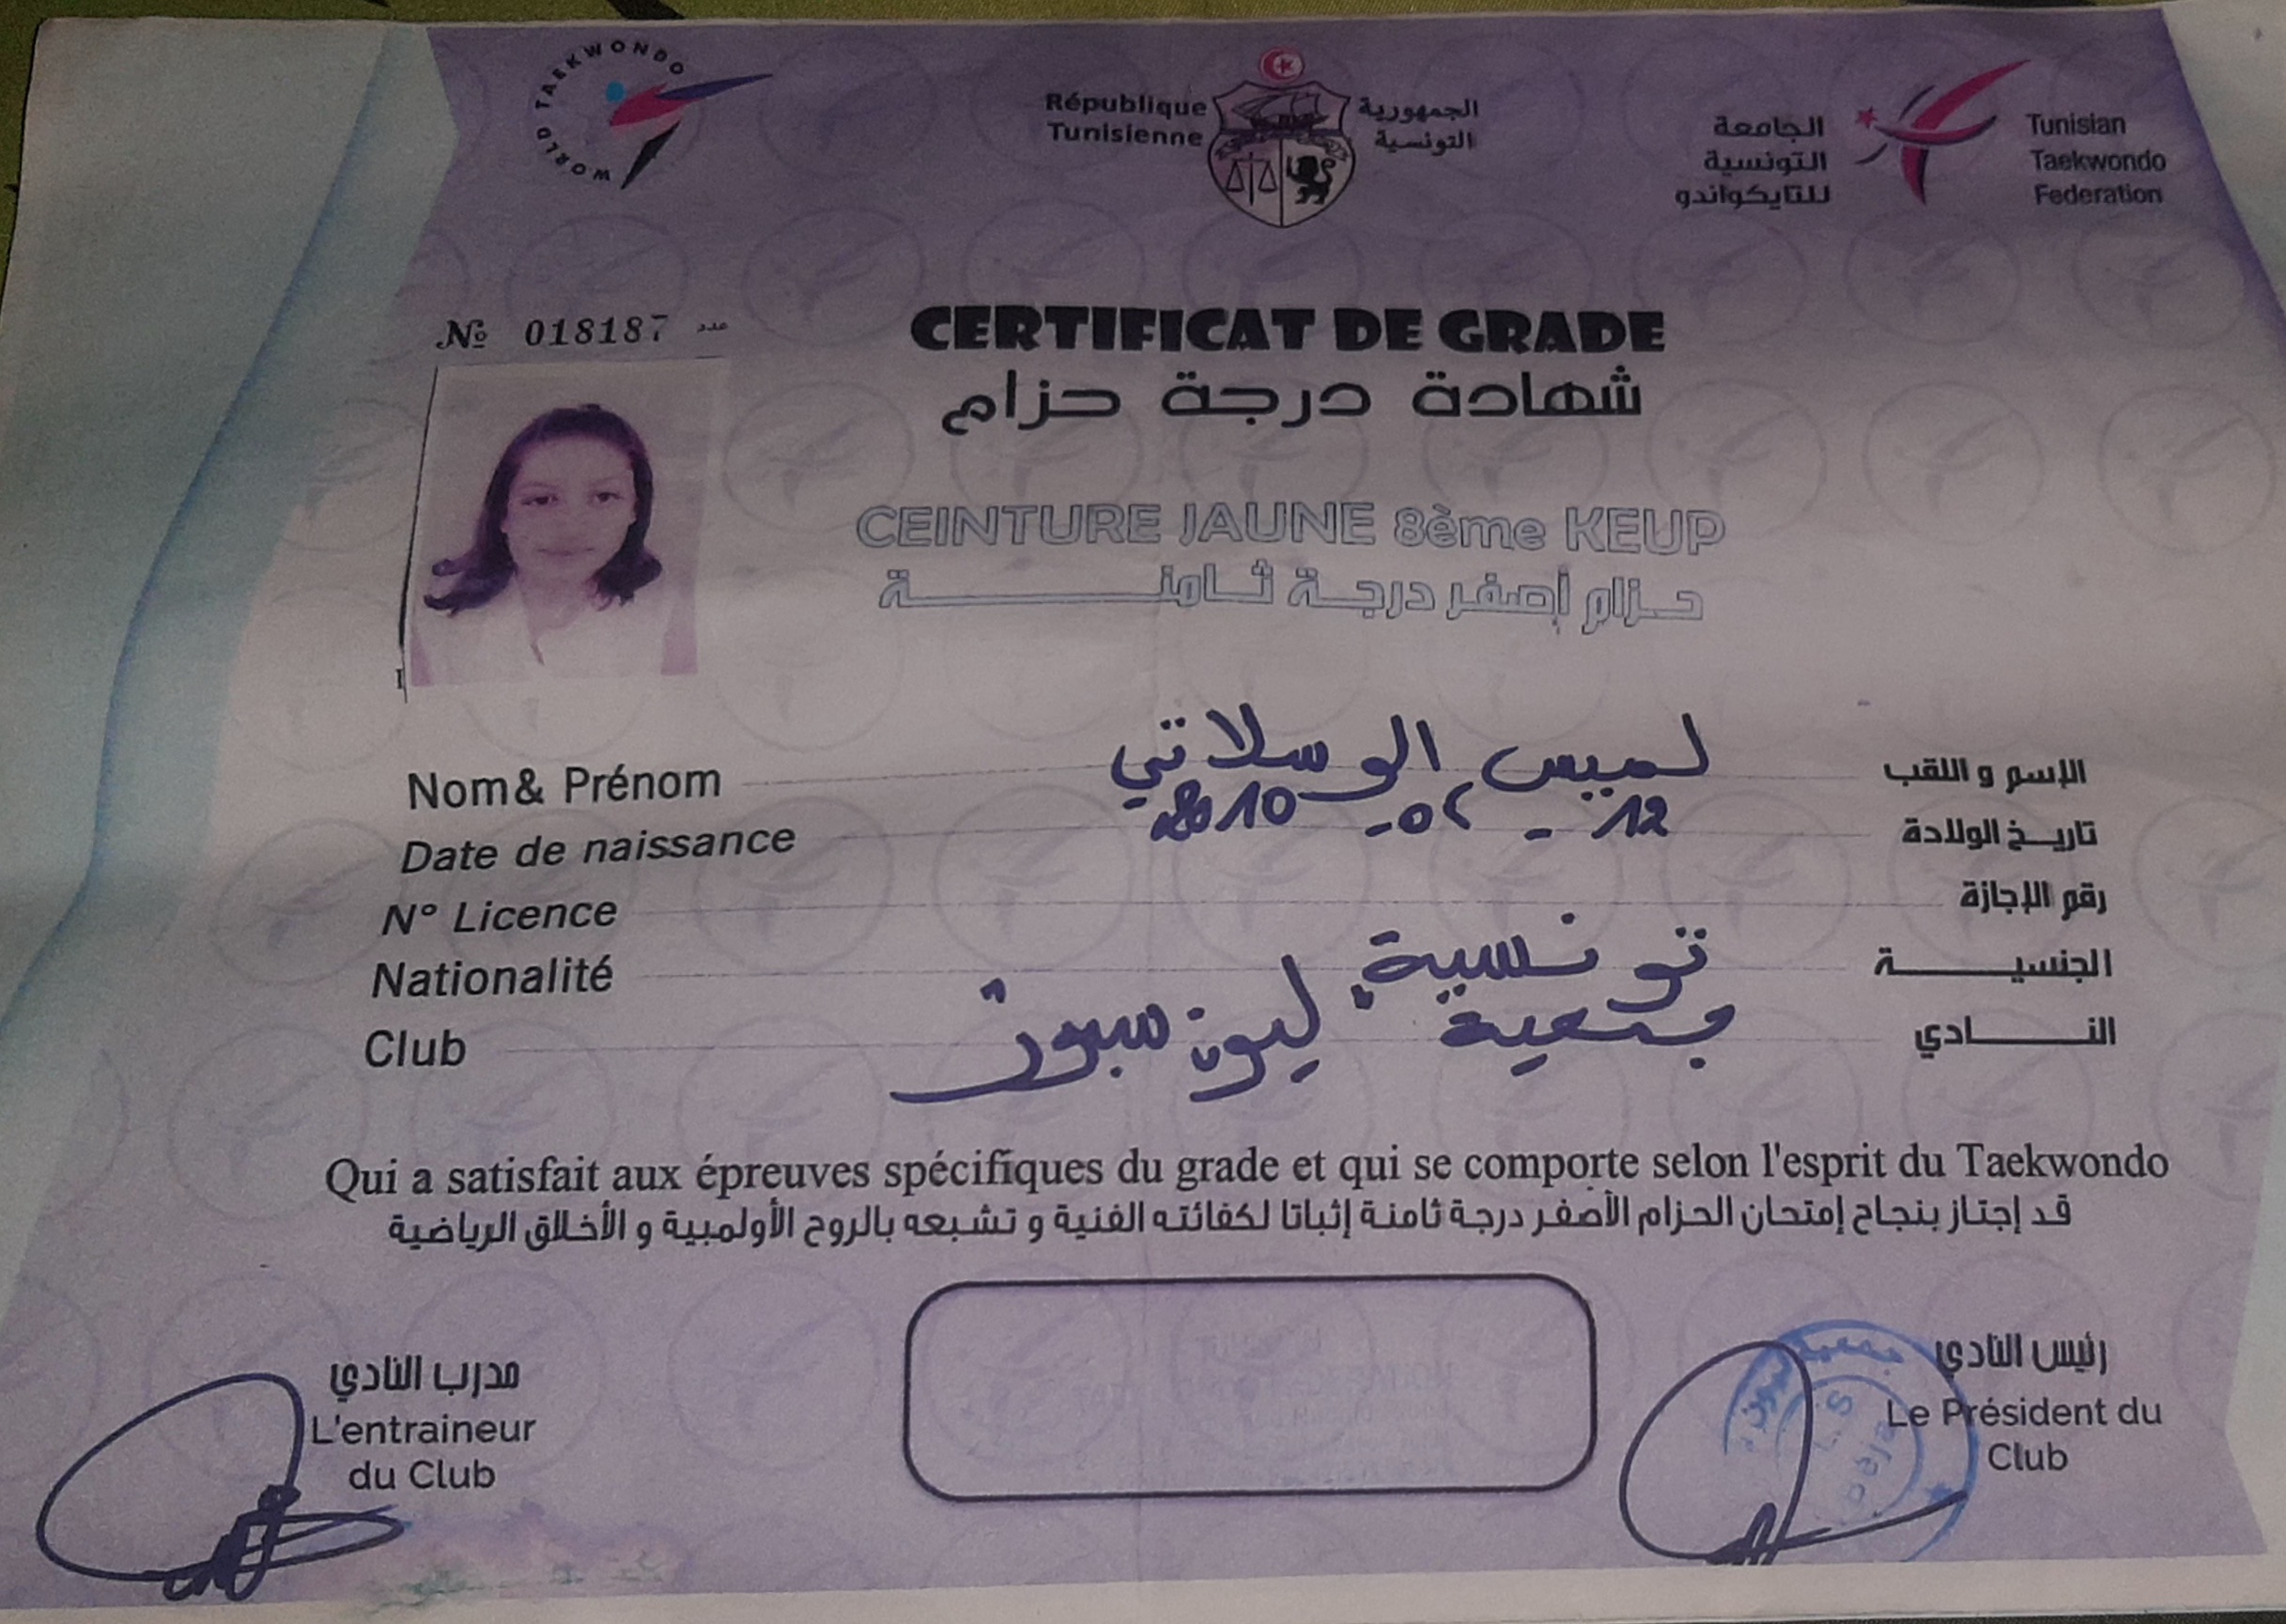 WORLD TAEKWONDO
République Tunisienne
الجمهورية التونسية
الجامعة التونسية للتايكواندو
Tunisian Taekwondo Federation
№ 018187 عدد
CERTIFICAT DE GRADE
شهادة درجة حزام
CEINTURE JAUNE 8ème KEUP
حزام أصفر درجة ثامنة
Nom& Prénom لميس الوسلاتي الإسم و اللقب
Date de naissance 12 - 02 - 2010 تاريخ الولادة
N° Licence رقم الإجازة
Nationalité تونسية الجنسية
Club جمعية ليون سبور النادي
Qui a satisfait aux épreuves spécifiques du grade et qui se comporte selon l'esprit du Taekwondo
قد إجتاز بنجاح إمتحان الحزام الأصفر درجة ثامنة إثباتا لكفائته الفنية و تشبعه بالروح الأولمبية و الأخلاق الرياضية
مدرب النادي
L'entraineur
du Club
رئيس النادي
Le Président du
Club